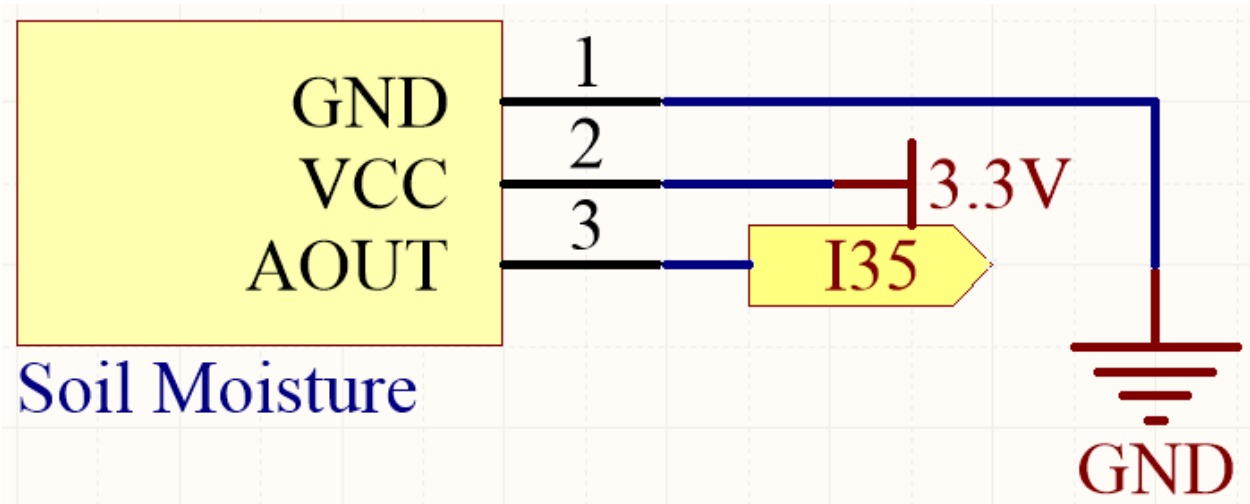 1
GND
2
VCC
3.3V
3
AOUT
I35
Soil Moisture
GND